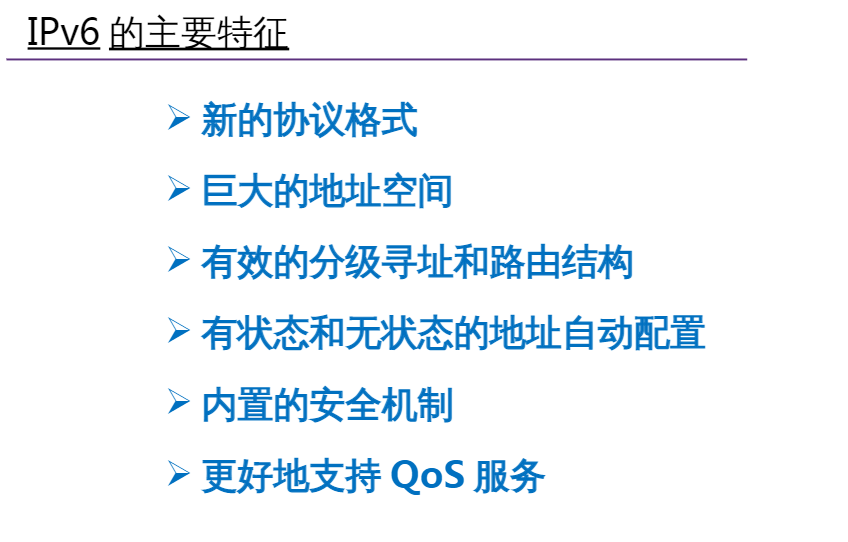 IPv6 的主要特征
新的协议格式
巨大的地址空间
有效的分级寻址和路由结构
有状态和无状态的地址自动配置
内置的安全机制
更好地支持 QoS 服务